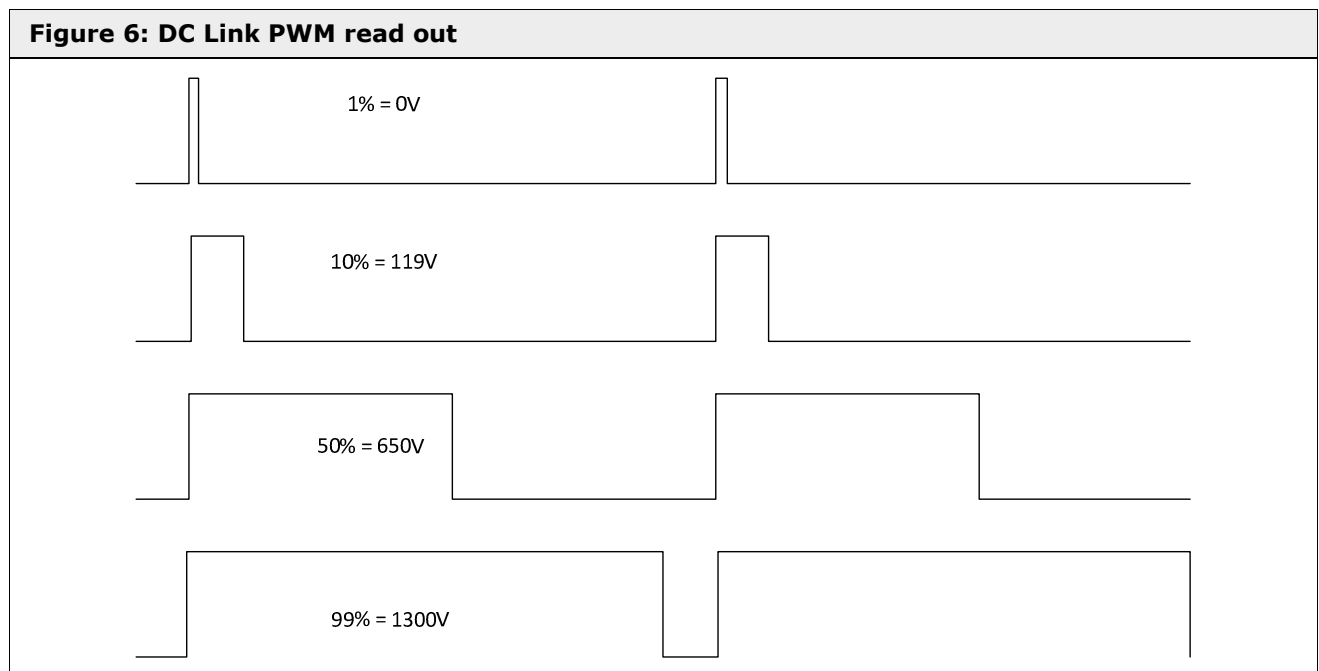 Figure 6: DC Link PWM read out
1% = 0V
10% = 119V
50% = 650V
99% = 1300V